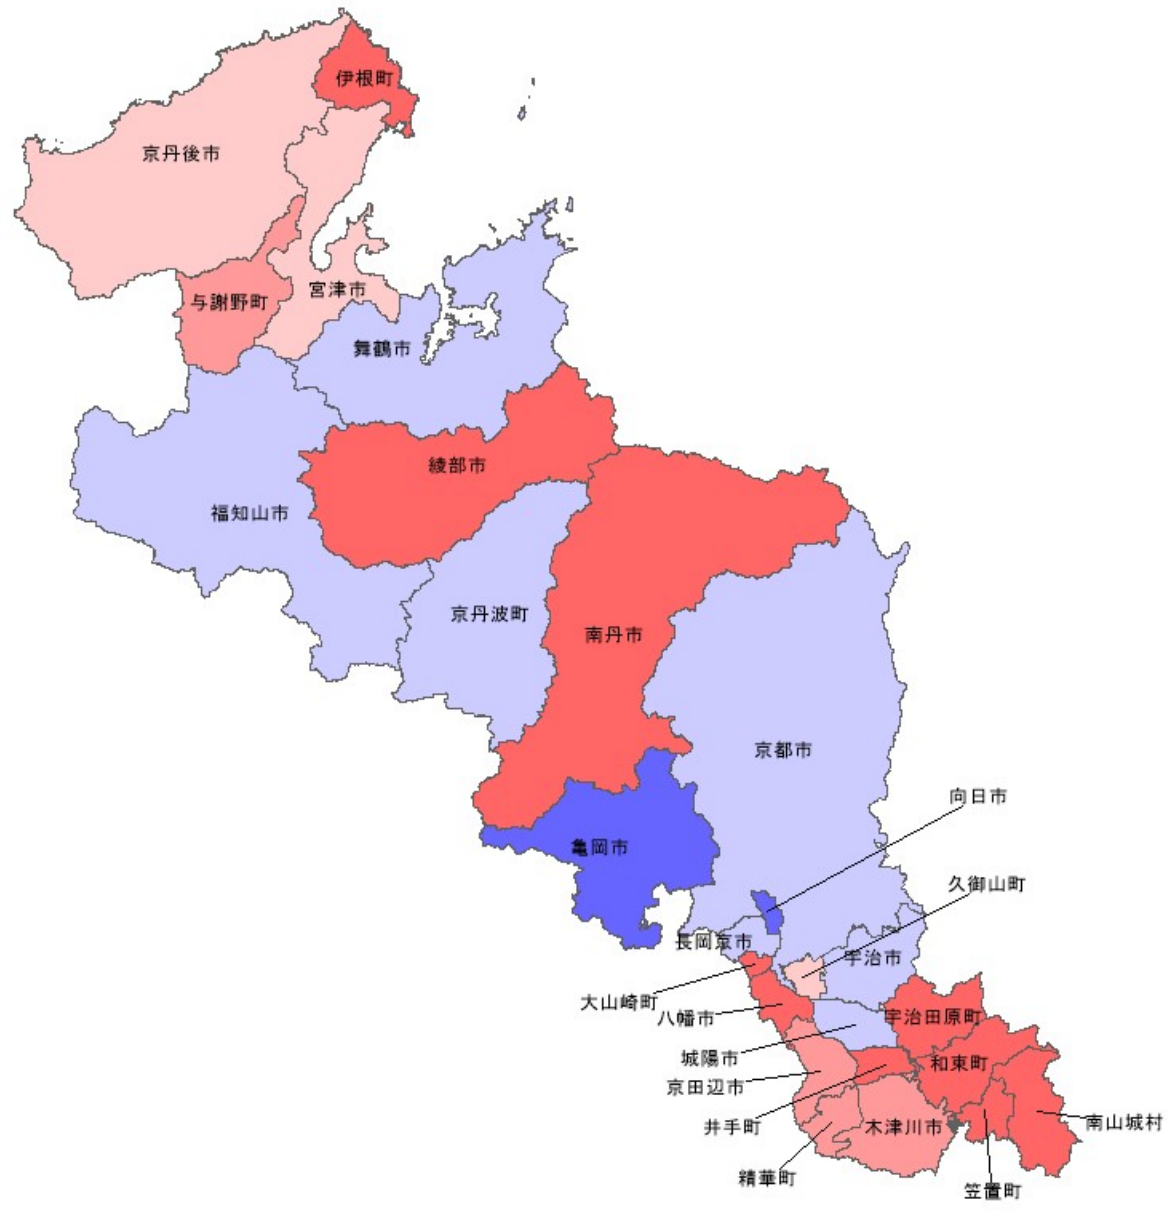 伊根町
京丹後市
宮津市
与謝野町
舞鶴市
綾部市
福知山市
京丹波町
南丹市
京都市
向日市
亀岡市
久御山町
長岡京市
宇治市
大山崎町
八幡市
宇治田原町
城陽市
和束町
京田辺市
井手町
木津川市
南山城村
精華町
笠置町